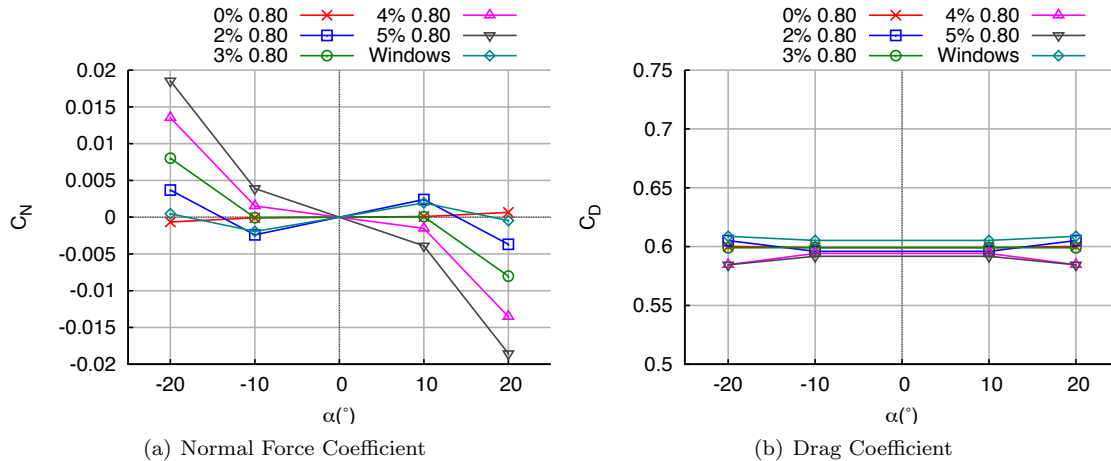 0% 0.80
2% 0.80
3% 0.80
4% 0.80
5% 0.80
Windows
0.02
0.015
0.01
0.005
0
-0.005
-0.01
-0.015
-0.02
C_N
-20 -10 0 10 20
α(°)
(a) Normal Force Coefficient
0% 0.80
2% 0.80
3% 0.80
4% 0.80
5% 0.80
Windows
0.75
0.7
0.65
0.6
0.55
0.5
C_D
-20 -10 0 10 20
α(°)
(b) Drag Coefficient